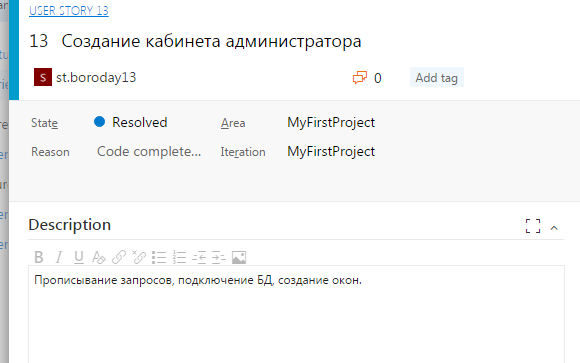 USER STORY 13
13 Создание кабинета администратора
S st.boroday13 0 Add tag
State Resolved Area MyFirstProject
Reason Code complete... Iteration MyFirstProject
Description
B I U
Прописывание запросов, подключение БД, создание окон.